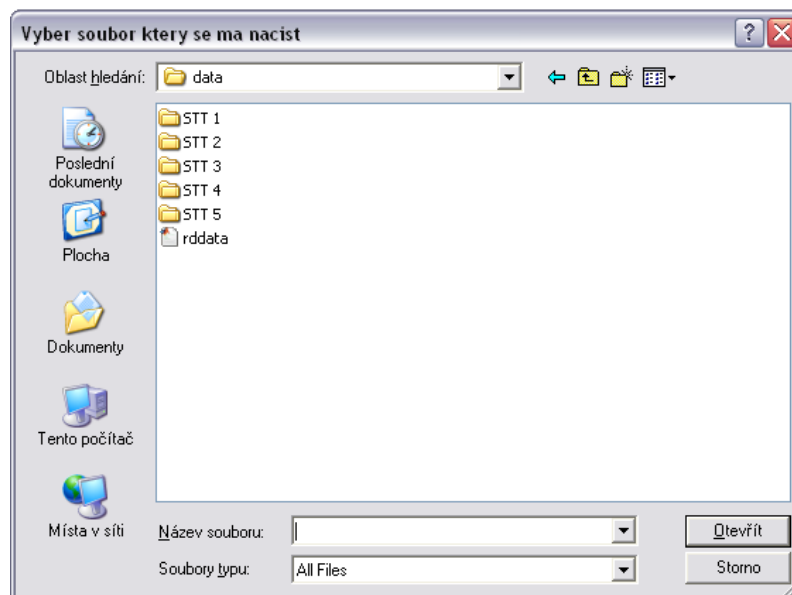 Vyber soubor ktery se ma nacist
Oblast hledání:
data
STT 1
STT 2
STT 3
STT 4
STT 5
rddata
Poslední
dokumenty
Plocha
Dokumenty
Tento počítač
Místa v síti
Název souboru:
Otevřít
Soubory typu:
All Files
Storno